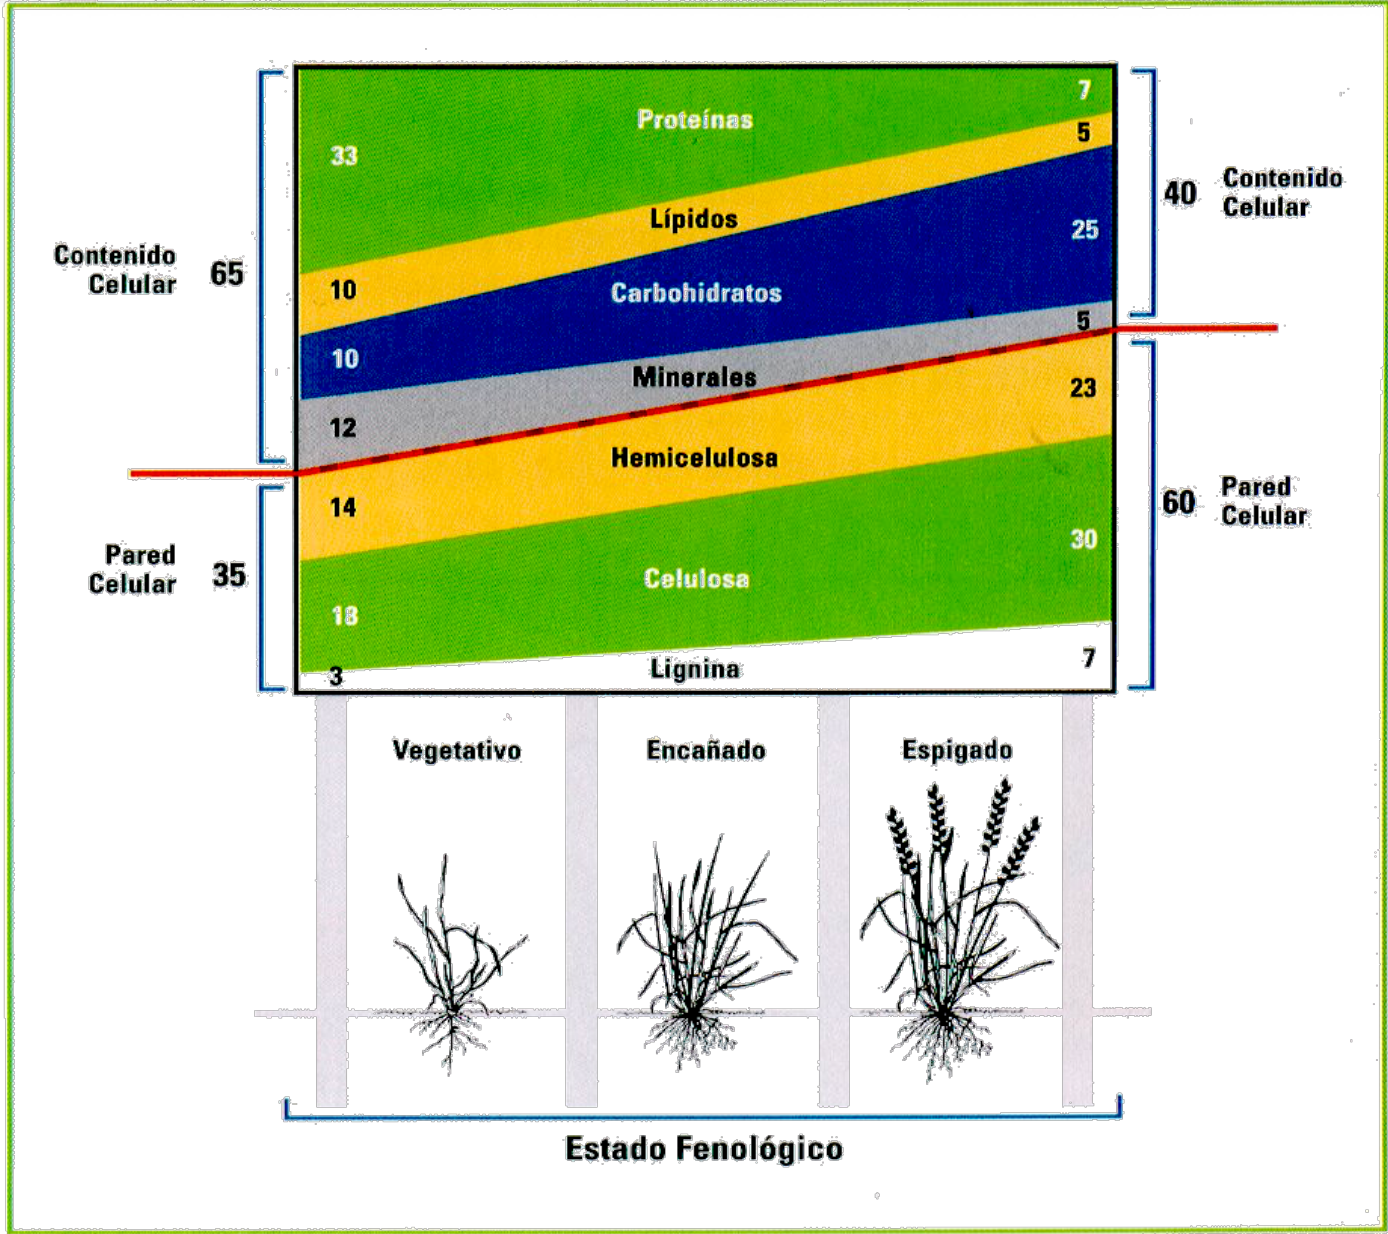 Proteínas
7
5
33
Contenido
Celular
40
Lípidos
25
Contenido
Celular
65
10
Carbohidratos
5
10
Minerales
23
12
Hemicelulosa
14
Pared
Celular
60
30
Pared
Celular
35
Celulosa
18
Lignina
7
3
Vegetativo
Encañado
Espigado
Estado Fenológico